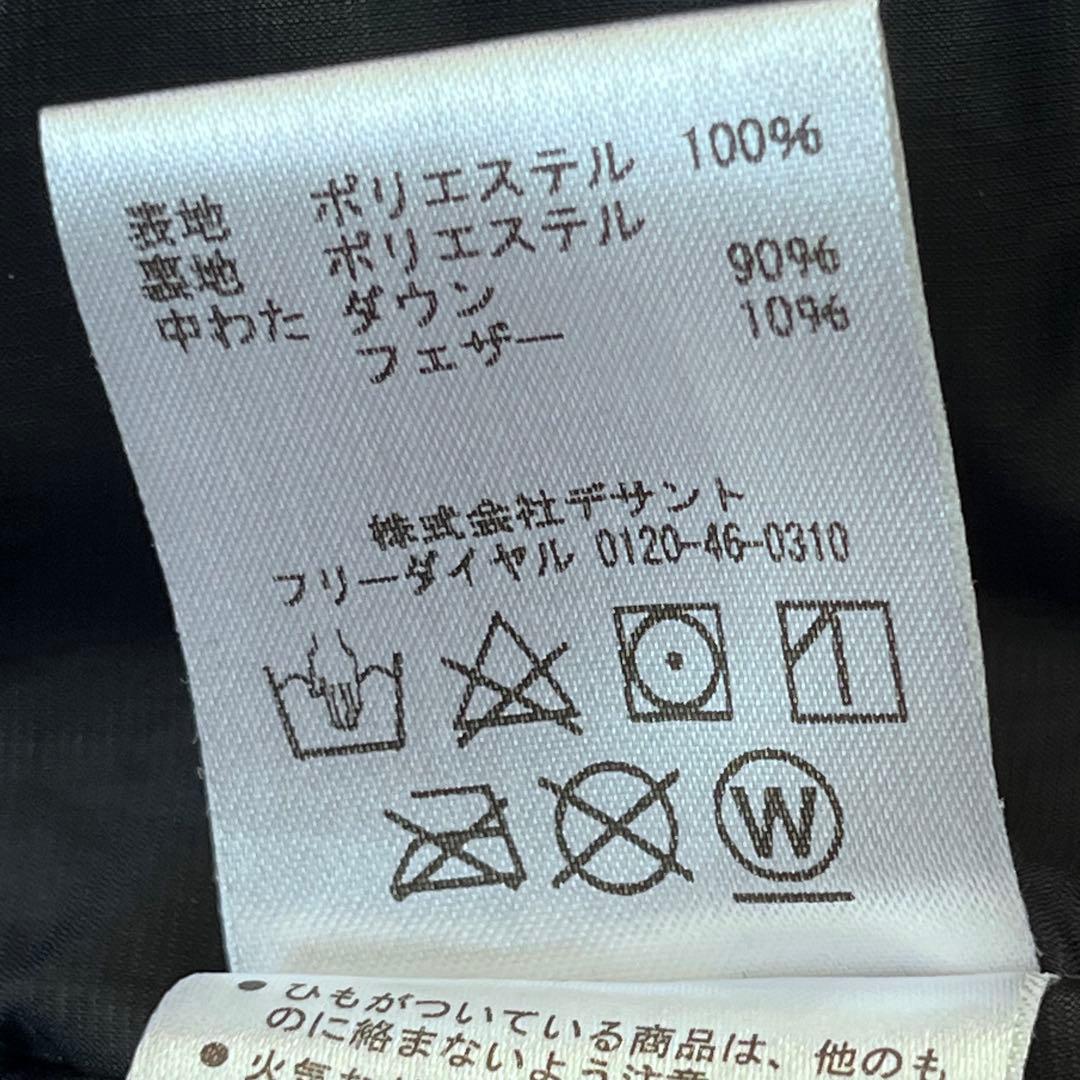 表地 ポリエステル 100%
裏地 ポリエステル
中わた ダウン 90%
フェザー 10%
株式会社デサント
フリーダイヤル 0120-46-0310
W
• ひもがついている商品は、他のも
のに絡まないよう注意
• 火気